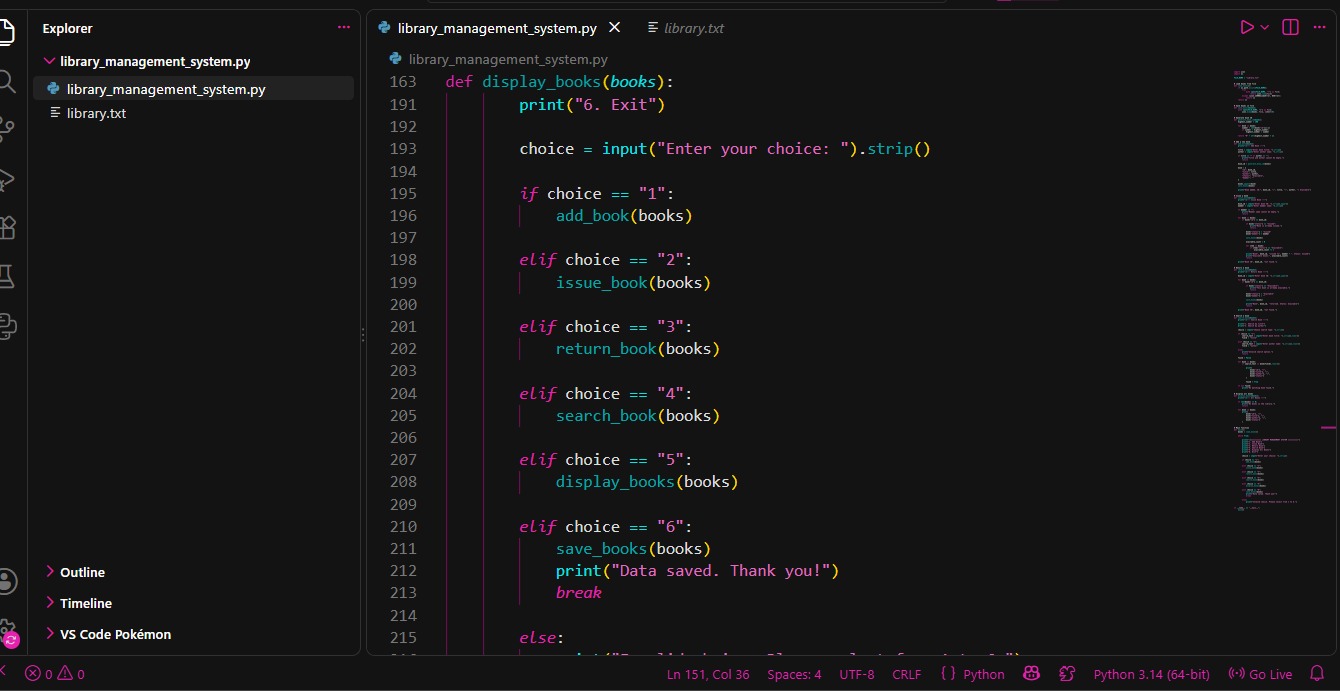 Explorer
library_management_system.py
library_management_system.py
library.txt
Outline
Timeline
VS Code Pokémon
library_management_system.py
library.txt
library_management_system.py
163 def display_books(books):
191 print("6. Exit")
192
193 choice = input("Enter your choice: ").strip()
194
195 if choice == "1":
196 add_book(books)
197
198 elif choice == "2":
199 issue_book(books)
200
201 elif choice == "3":
202 return_book(books)
203
204 elif choice == "4":
205 search_book(books)
206
207 elif choice == "5":
208 display_books(books)
209
210 elif choice == "6":
211 save_books(books)
212 print("Data saved. Thank you!")
213 break
214
215 else:
0 0
Ln 151, Col 36 Spaces: 4 UTF-8 CRLF { } Python Python 3.14 (64-bit) Go Live